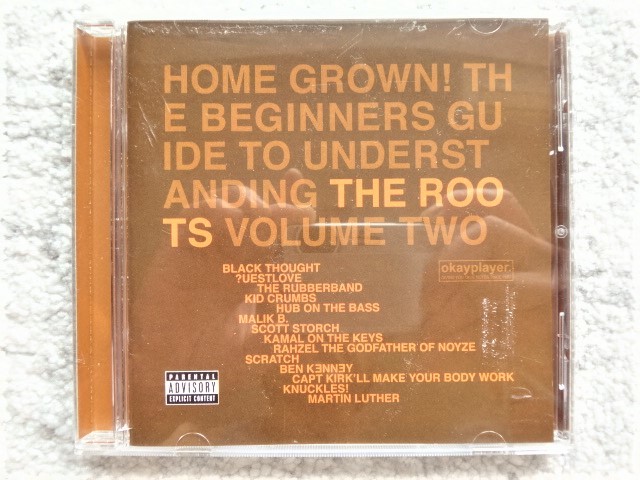 HOME GROWN! TH
E BEGINNERS GU
IDE TO UNDERST
ANDING THE ROO
TS VOLUME TWO
BLACK THOUGHT
?UESTLOVE
THE RUBBERBAND
KID CRUMBS
HUB ON THE BASS
MALIK B.
SCOTT STORCH
KAMAL ON THE KEYS
RAHZEL THE GODFATHER OF NOYZE
SCRATCH
BEN KƎNNƎY
CAPT KIRK'LL MAKE YOUR BODY WORK
KNUCKLES!
MARTIN LUTHER
okayplayer.
PARENTAL
ADVISORY
EXPLICIT CONTENT